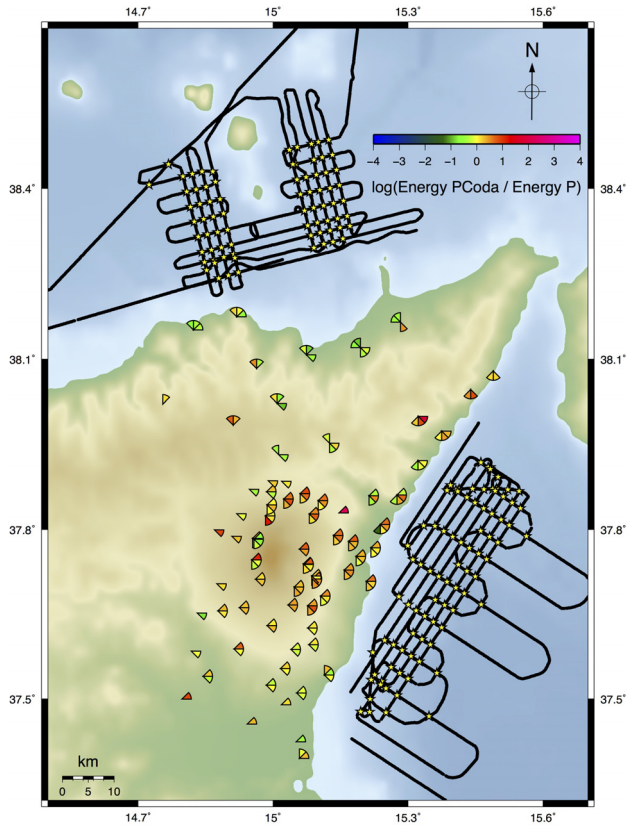 14.7˚ 15˚ 15.3˚ 15.6˚
N
−4 −3 −2 −1 0 1 2 3 4
log(Energy PCoda / Energy P)
38.4˚ 38.4˚
38.1˚ 38.1˚
37.8˚ 37.8˚
37.5˚ 37.5˚
km
0 5 10
14.7˚ 15˚ 15.3˚ 15.6˚